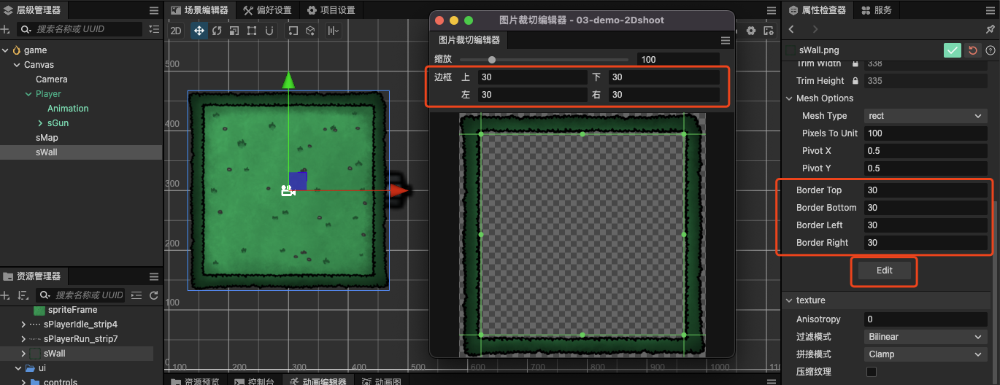 层级管理器
搜索名称或 UUID
game
Canvas
Camera
Player
Animation
sGun
sMap
sWall
资源管理器
搜索名称或 UUID
spriteFrame
sPlayerIdle_strip4
sPlayerRun_strip7
sWall
ui
controls
场景编辑器
偏好设置
项目设置
2D
500
400
300
200
100
0
100
200
300
400
500
600
700
800
900
1000
资源预览
控制台
动画编辑器
动画图
图片裁切编辑器 - 03-demo-2Dshoot
图片裁切编辑器
缩放 100
边框 上 30 下 30
左 30 右 30
属性检查器
服务
sWall.png
Trim Width 338
Trim Height 335
Mesh Options
Mesh Type rect
Pixels To Unit 100
Pivot X 0.5
Pivot Y 0.5
Border Top 30
Border Bottom 30
Border Left 30
Border Right 30
Edit
texture
Anisotropy 0
过滤模式 Bilinear
拼接模式 Clamp
压缩纹理